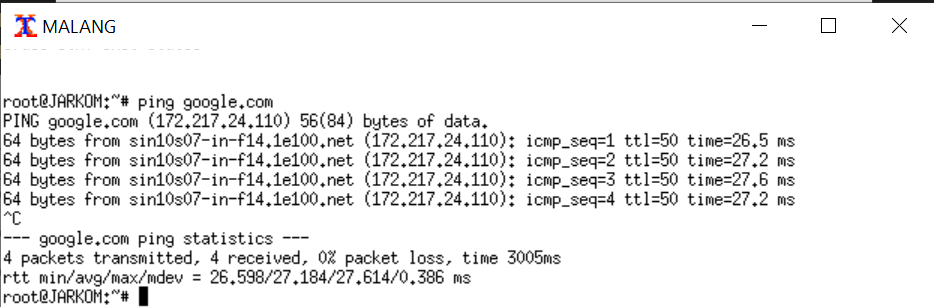 MALANG
root@JARKOM:~# ping google.com
PING google.com (172.217.24.110) 56(84) bytes of data.
64 bytes from sin10s07-in-f14.1e100.net (172.217.24.110): icmp_seq=1 ttl=50 time=26.5 ms
64 bytes from sin10s07-in-f14.1e100.net (172.217.24.110): icmp_seq=2 ttl=50 time=27.2 ms
64 bytes from sin10s07-in-f14.1e100.net (172.217.24.110): icmp_seq=3 ttl=50 time=27.6 ms
64 bytes from sin10s07-in-f14.1e100.net (172.217.24.110): icmp_seq=4 ttl=50 time=27.2 ms
^C
--- google.com ping statistics ---
4 packets transmitted, 4 received, 0% packet loss, time 3005ms
rtt min/avg/max/mdev = 26.598/27.184/27.614/0.386 ms
root@JARKOM:~#